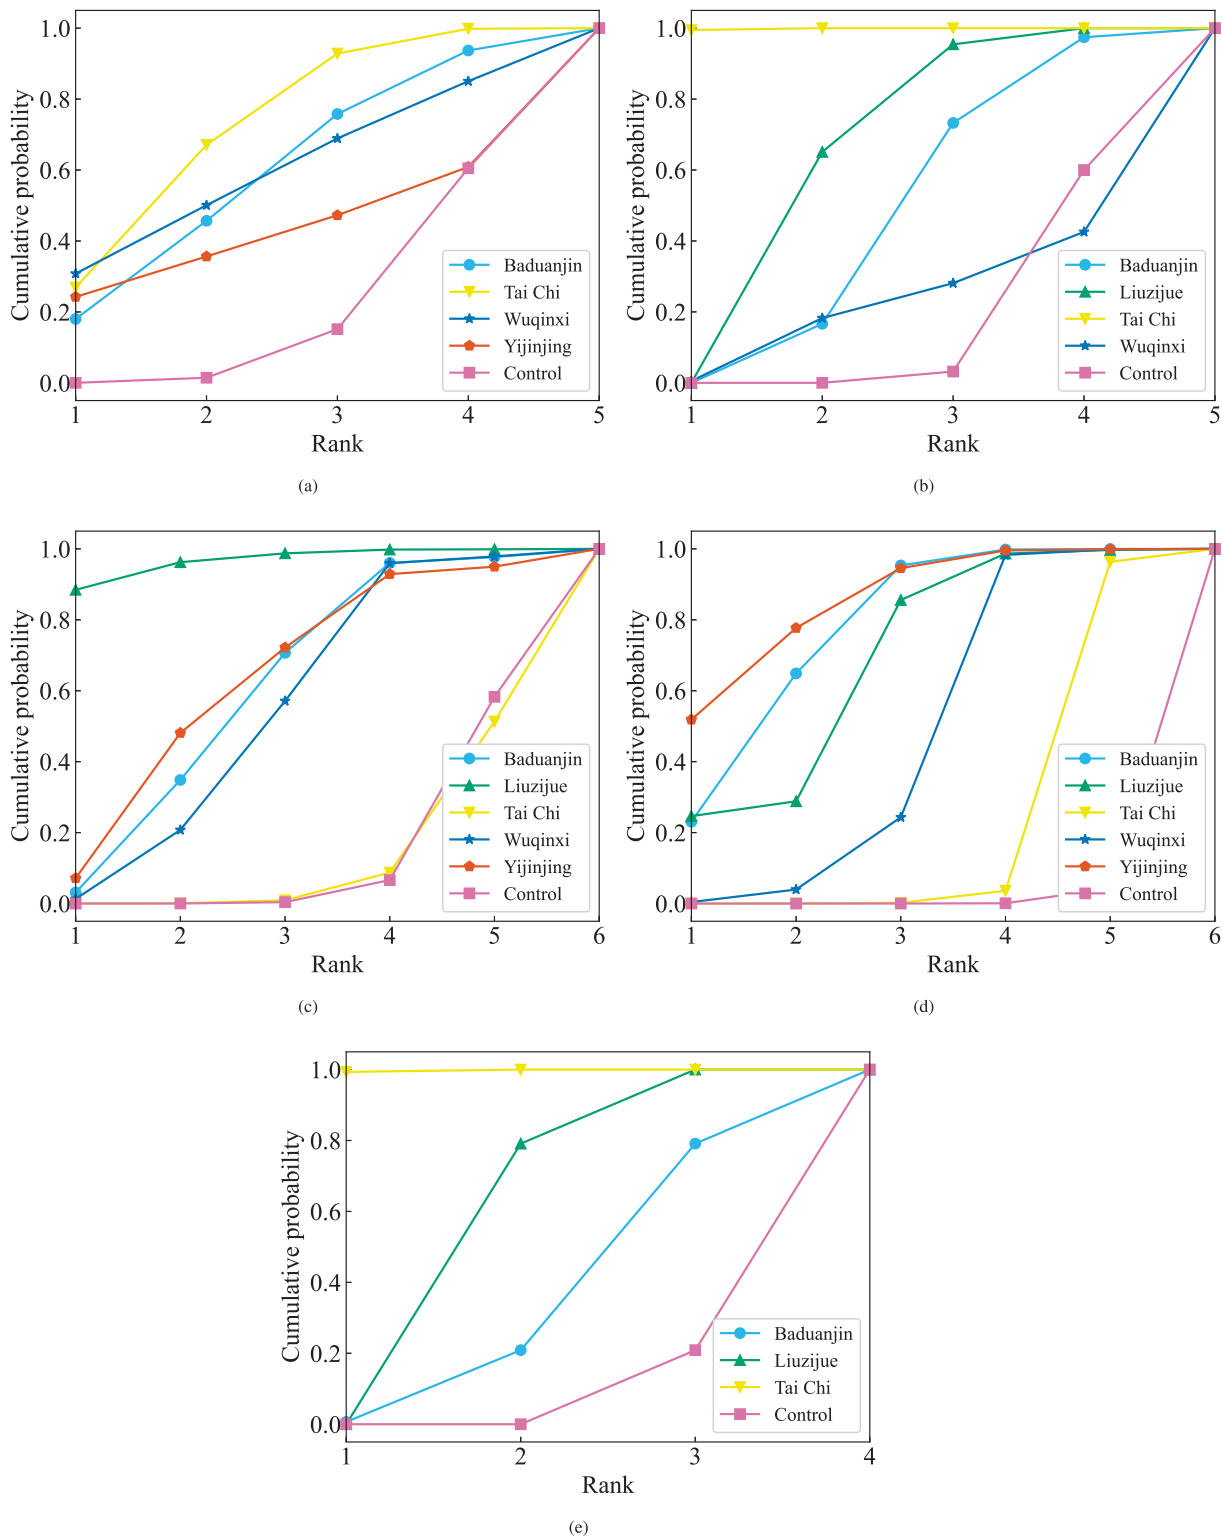 Cumulative probability
1.0
0.8
0.6
0.4
0.2
0.0
Baduanjin
Tai Chi
Wuqinxi
Yijinjing
Control
1 2 3 4 5
Rank
(a)
Cumulative probability
1.0
0.8
0.6
0.4
0.2
0.0
Baduanjin
Liuzijue
Tai Chi
Wuqinxi
Control
1 2 3 4 5
Rank
(b)
Cumulative probability
1.0
0.8
0.6
0.4
0.2
0.0
Baduanjin
Liuzijue
Tai Chi
Wuqinxi
Yijinjing
Control
1 2 3 4 5 6
Rank
(c)
Cumulative probability
1.0
0.8
0.6
0.4
0.2
0.0
Baduanjin
Liuzijue
Tai Chi
Wuqinxi
Yijinjing
Control
1 2 3 4 5 6
Rank
(d)
Cumulative probability
1.0
0.8
0.6
0.4
0.2
0.0
Baduanjin
Liuzijue
Tai Chi
Control
1 2 3 4
Rank
(e)